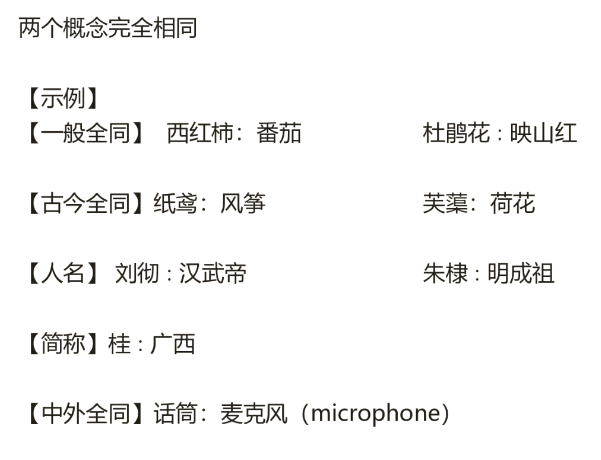 两个概念完全相同
【示例】
【一般全同】 西红柿：番茄 杜鹃花：映山红
【古今全同】纸鸢：风筝 芙蕖：荷花
【人名】 刘彻：汉武帝 朱棣：明成祖
【简称】桂：广西
【中外全同】话筒：麦克风（microphone）